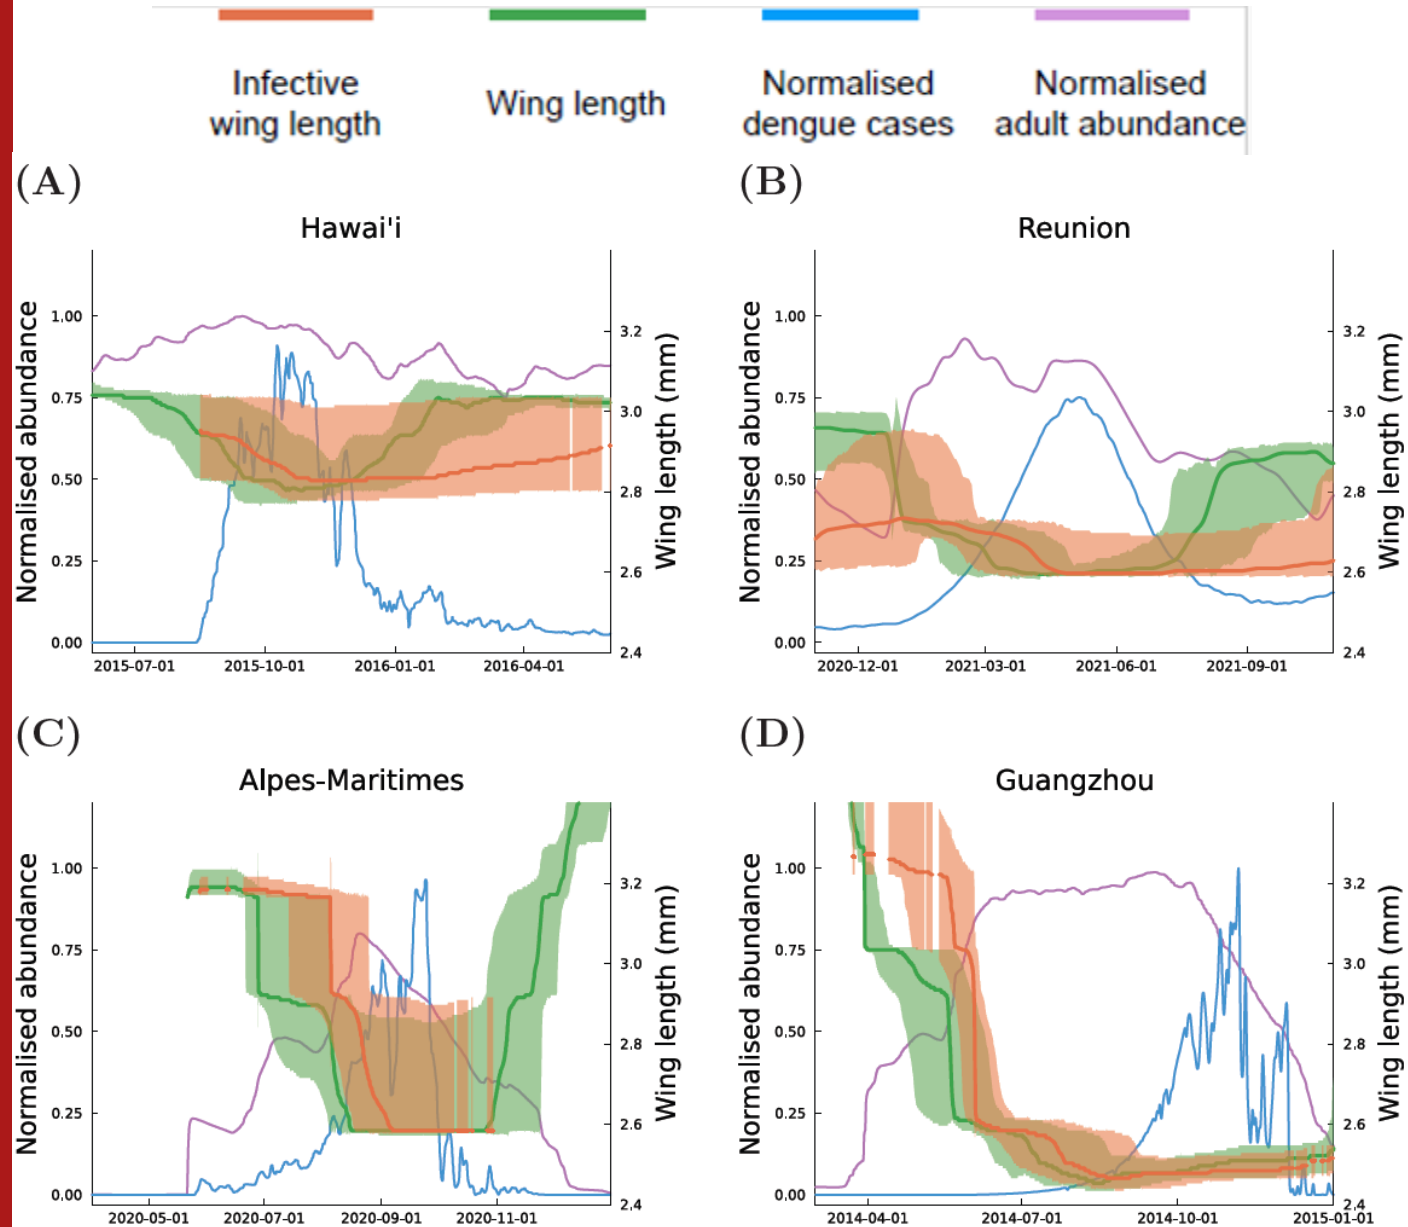 Infective
wing length
Wing length
Normalised
dengue cases
Normalised
adult abundance
(A)
Hawai'i
Normalised abundance
1.00
0.75
0.50
0.25
0.00
3.2
3.0
2.8
2.6
2.4
Wing length (mm)
2015-07-01
2015-10-01
2016-01-01
2016-04-01
(B)
Reunion
Normalised abundance
1.00
0.75
0.50
0.25
0.00
3.2
3.0
2.8
2.6
2.4
Wing length (mm)
2020-12-01
2021-03-01
2021-06-01
2021-09-01
(C)
Alpes-Maritimes
Normalised abundance
1.00
0.75
0.50
0.25
0.00
3.2
3.0
2.8
2.6
2.4
Wing length (mm)
2020-05-01
2020-07-01
2020-09-01
2020-11-01
(D)
Guangzhou
Normalised abundance
1.00
0.75
0.50
0.25
0.00
3.2
3.0
2.8
2.6
2.4
Wing length (mm)
2014-04-01
2014-07-01
2014-10-01
2015-01-01